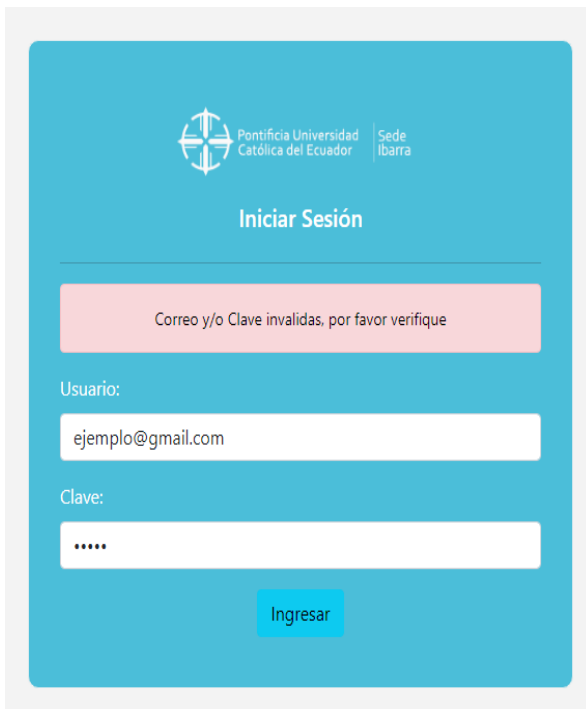 Pontificia Universidad
Católica del Ecuador
Sede
Ibarra
Iniciar Sesión
Correo y/o Clave invalidas, por favor verifique
Usuario:
ejemplo@gmail.com
Clave:
•••••
Ingresar